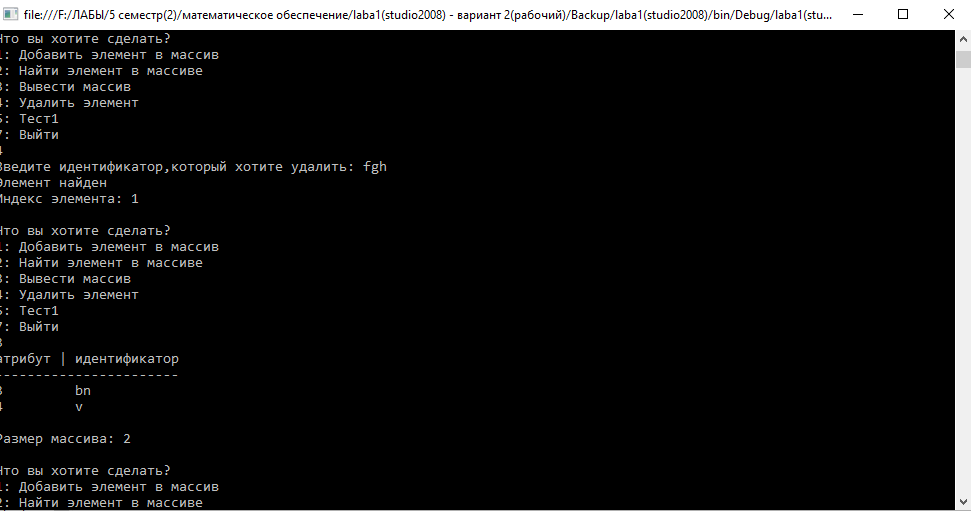 file:///F:/ЛАБЫ/5 семестр(2)/математическое обеспечение/laba1(studio2008) - вариант 2(рабочий)/Backup/laba1(studio2008)/bin/Debug/laba1(stu...
Что вы хотите сделать?
1: Добавить элемент в массив
2: Найти элемент в массиве
3: Вывести массив
4: Удалить элемент
5: Тест1
7: Выйти
4
Введите идентификатор,который хотите удалить: fgh
Элемент найден
Индекс элемента: 1
Что вы хотите сделать?
1: Добавить элемент в массив
2: Найти элемент в массиве
3: Вывести массив
4: Удалить элемент
5: Тест1
7: Выйти
3
атрибут | идентификатор
-----------------------
3 bn
4 v
Размер массива: 2
Что вы хотите сделать?
1: Добавить элемент в массив
2: Найти элемент в массиве